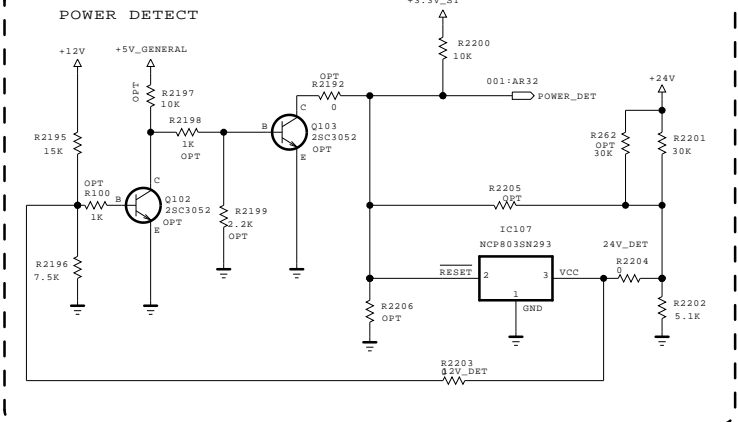 +3.3V_ST
POWER DETECT
+12V
+5V_GENERAL
R2200
10K
OPT
R2192
0
001:AR32
POWER_DET
+24V
OPT
R2197
10K
R2198
1K
OPT
C
B
E
Q103
2SC3052
OPT
R2195
15K
R262
OPT
30K
R2201
30K
OPT
R100
1K
C
B
E
Q102
2SC3052
OPT
R2199
2.2K
OPT
R2205
OPT
IC107
NCP803SN293
24V_DET
R2204
0
R2196
7.5K
RESET
2
3
VCC
1
GND
R2206
OPT
R2202
5.1K
R2203
0
12V_DET